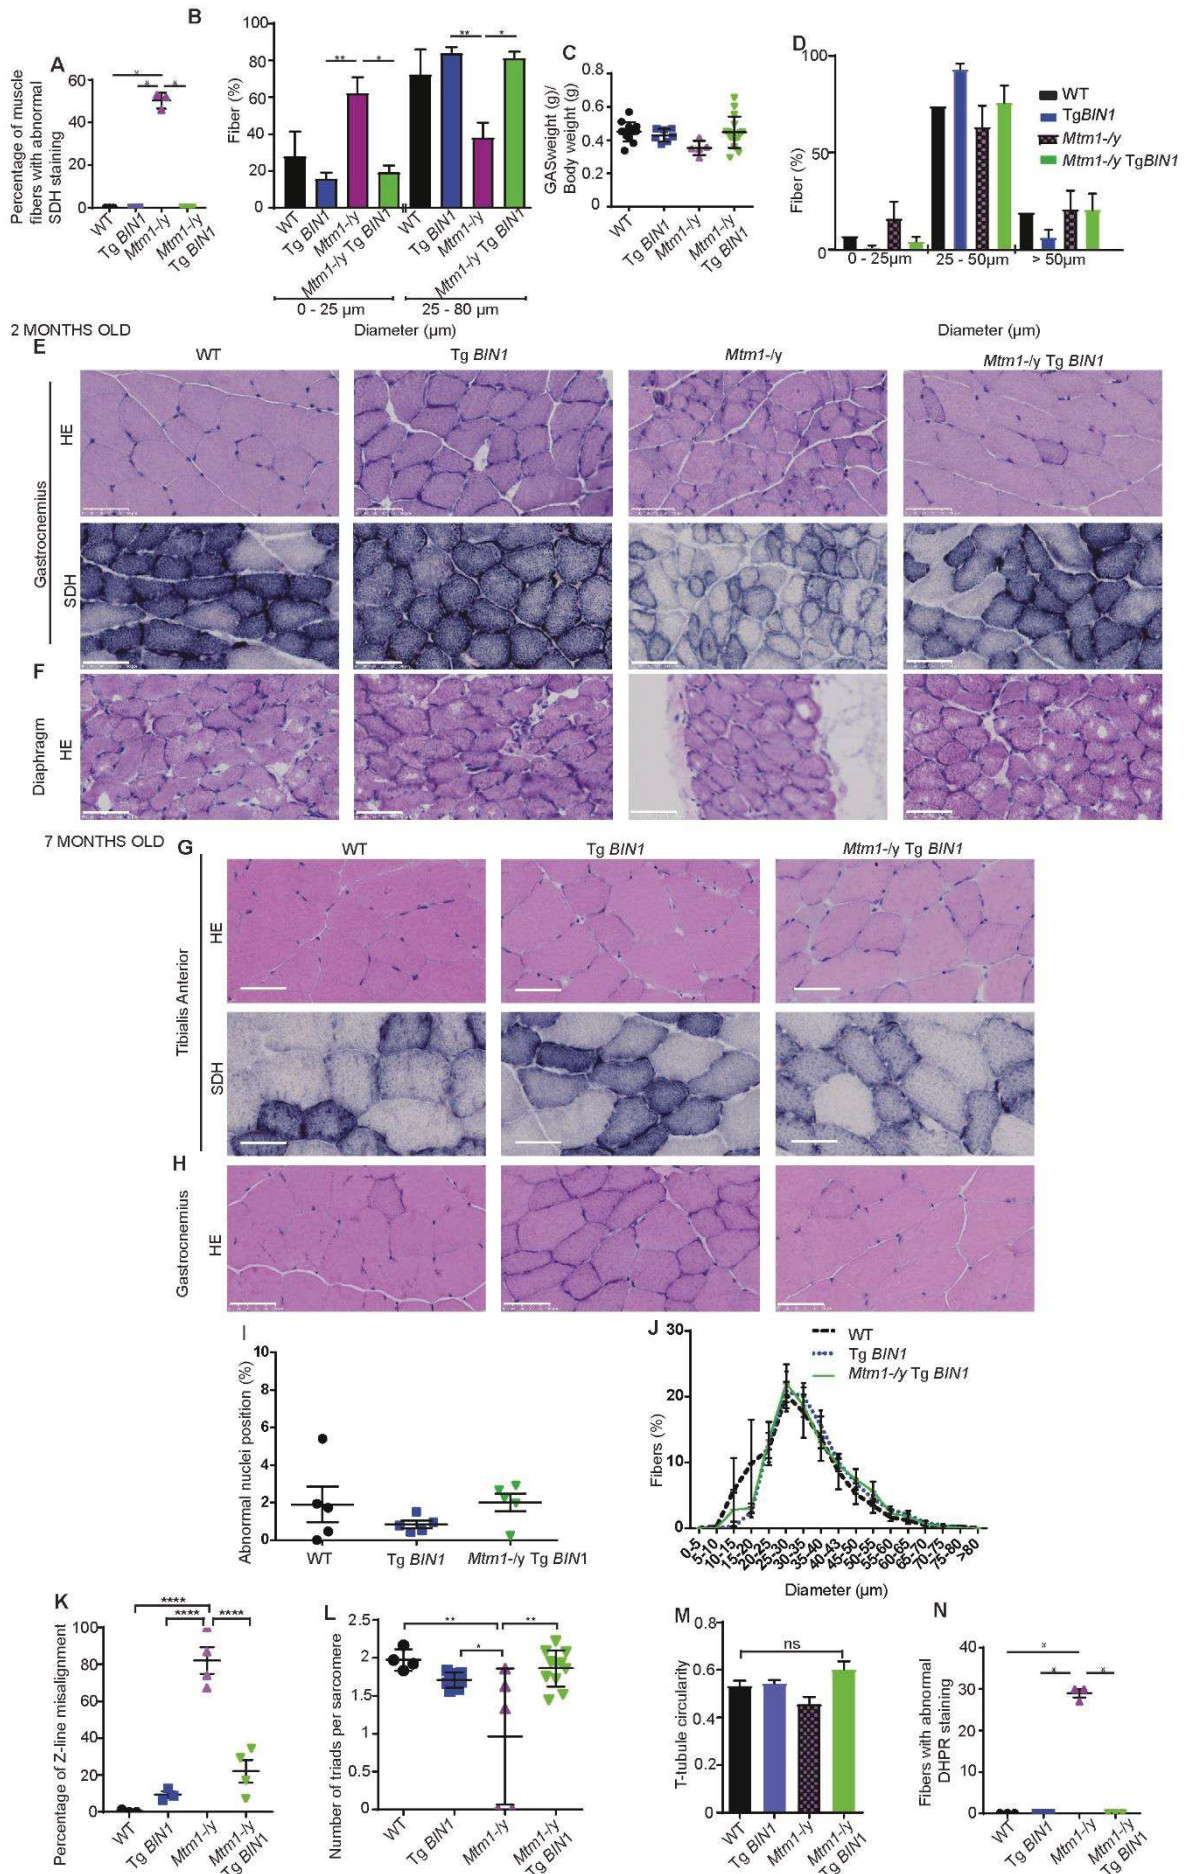 A
Percentage of muscle
fibers with abnormal
SDH staining
60
40
20
0
WT
Tg BIN1
Mtm1-/y
Mtm1-/y
Tg BIN1
B
Fiber (%)
100
80
60
40
20
0
** * ** *
WT
Tg BIN1
Mtm1-/y
Mtm1-/y Tg BIN1
WT
Tg BIN1
Mtm1-/y
Mtm1-/y Tg BIN1
0 - 25 µm
25 - 80 µm
Diameter (µm)
C
GASweight (g)/
Body weight (g)
0.6
0.4
0.2
0
WT
Tg BIN1
Mtm1-/y
Mtm1-/y
Tg BIN1
D
Fiber (%)
100
50
0
WT
TgBIN1
Mtm1-/y
Mtm1-/y TgBIN1
0 - 25µm
25 - 50µm
> 50µm
Diameter (µm)
2 MONTHS OLD
E
WT
Tg BIN1
Mtm1-/y
Mtm1-/y Tg BIN1
Gastrocnemius
HE
SDH
F
Diaphragm
HE
7 MONTHS OLD
G
WT
Tg BIN1
Mtm1-/y Tg BIN1
Tibialis Anterior
HE
SDH
H
Gastrocnemius
HE
I
Abnormal nuclei position (%)
10
8
6
4
2
0
WT
Tg BIN1
Mtm1-/y Tg BIN1
J
Fibers (%)
30
20
10
0
WT
Tg BIN1
Mtm1-/y Tg BIN1
0-5
5-10
10-15
15-20
20-25
25-30
30-35
35-40
40-43
45-50
50-55
55-60
60-65
65-70
70-75
75-80
>80
Diameter (µm)
K
Percentage of Z-line misalignment
100
80
60
40
20
0
****
**** ****
WT
Tg BIN1
Mtm1-/y
Mtm1-/y
Tg BIN1
L
Number of triads per sarcomere
2.5
2
1.5
1
0.5
0
** **
*
WT
Tg BIN1
Mtm1-/y
Mtm1-/y
Tg BIN1
M
T-tubule circularity
0.8
0.6
0.4
0.2
0
ns
WT
Tg BIN1
Mtm1-/y
Mtm1-/y
Tg BIN1
N
Fibers with abnormal
DHPR staining
40
30
20
10
0
WT
Tg BIN1
Mtm1-/y
Mtm1-/y
Tg BIN1